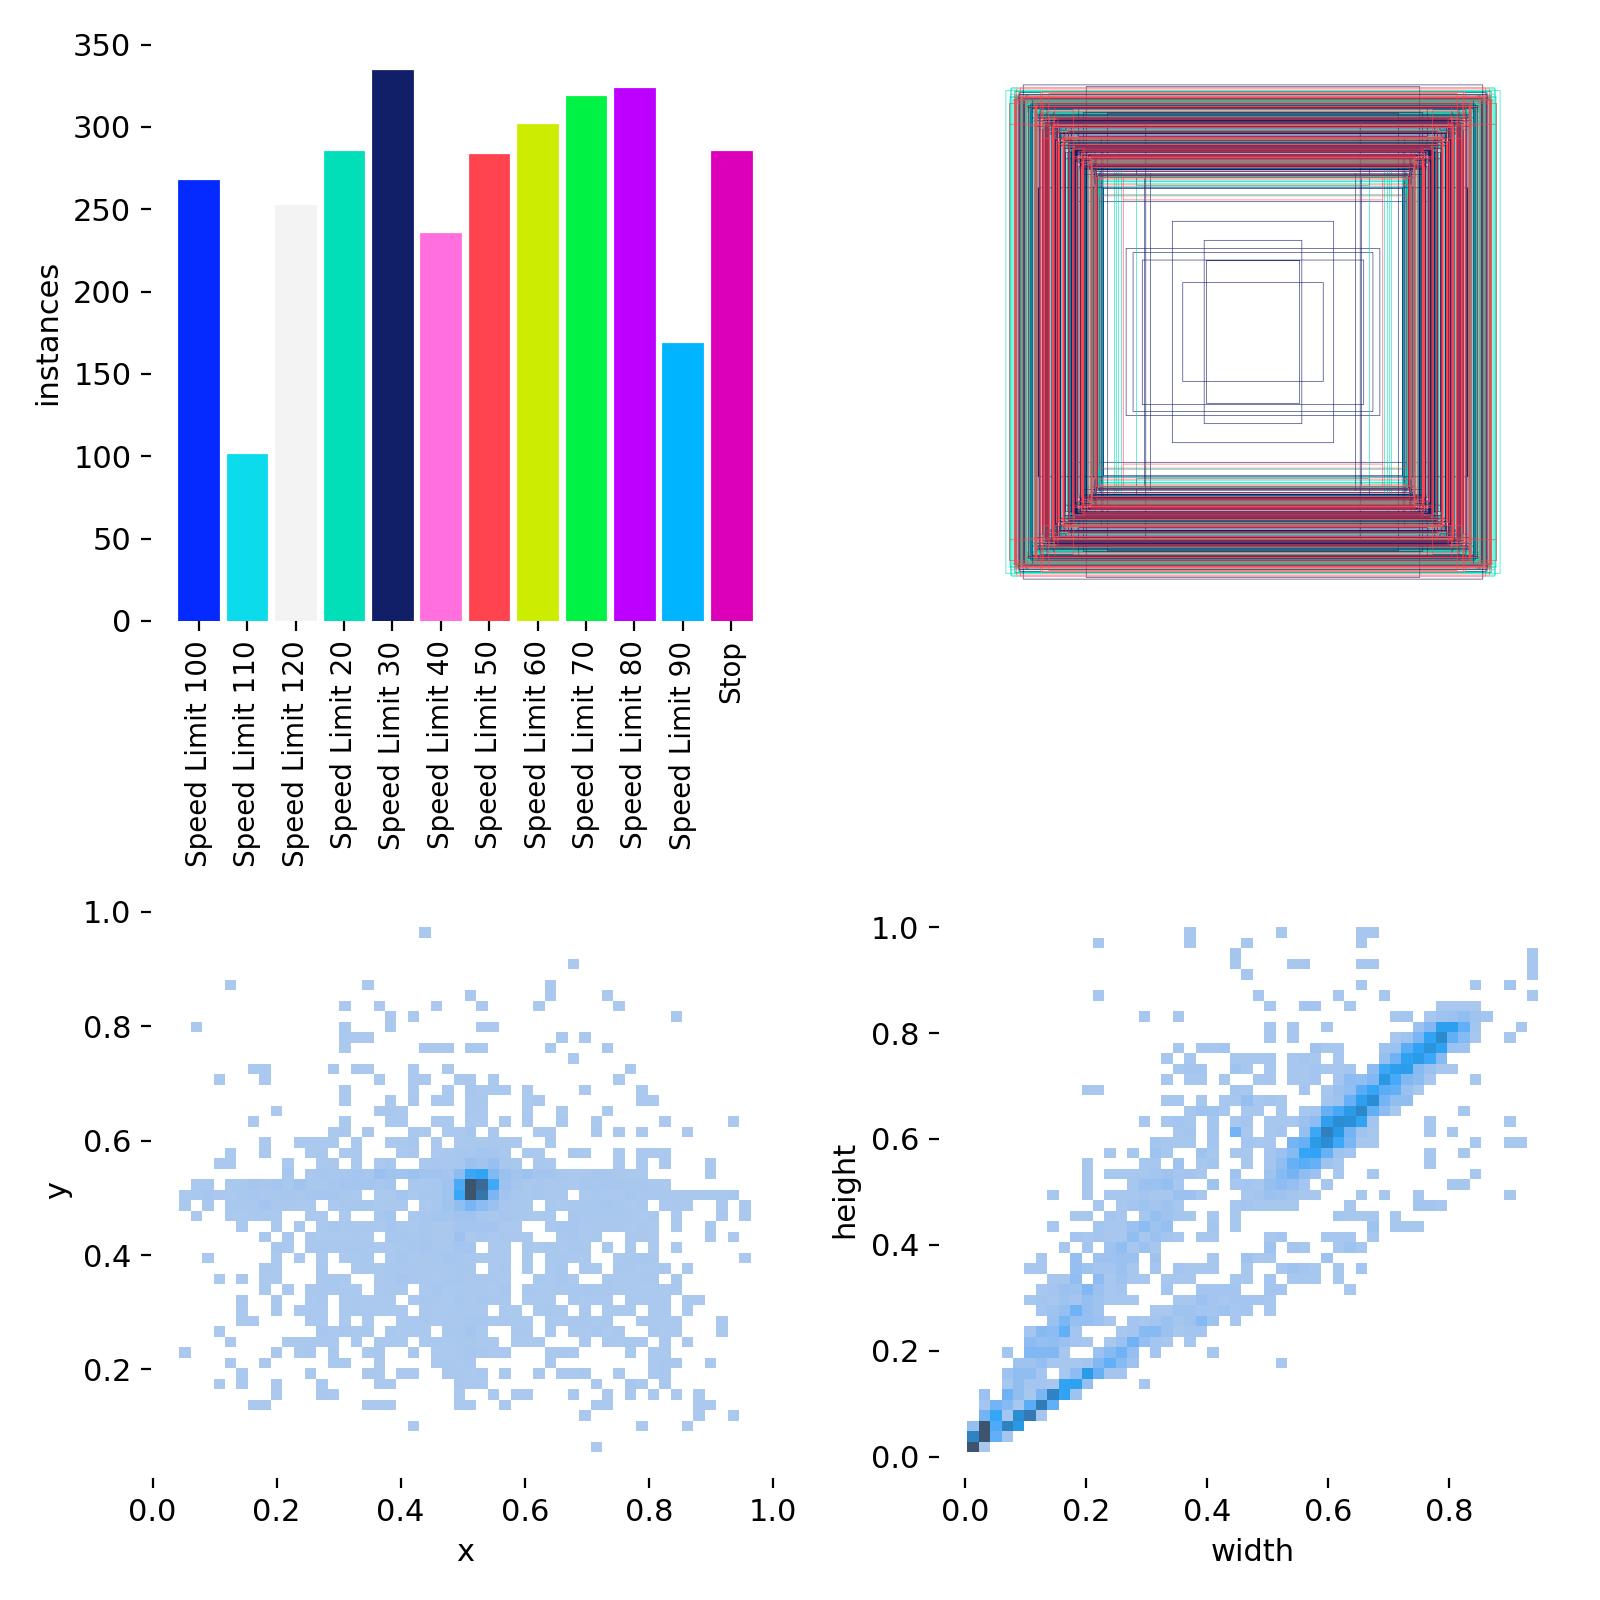 350
300
250
200
150
100
50
0
instances
Speed Limit 100
Speed Limit 110
Speed Limit 120
Speed Limit 20
Speed Limit 30
Speed Limit 40
Speed Limit 50
Speed Limit 60
Speed Limit 70
Speed Limit 80
Speed Limit 90
Stop
1.0
0.8
0.6
0.4
0.2
y
0.0 0.2 0.4 0.6 0.8 1.0
x
1.0
0.8
0.6
0.4
0.2
0.0
height
0.0 0.2 0.4 0.6 0.8
width